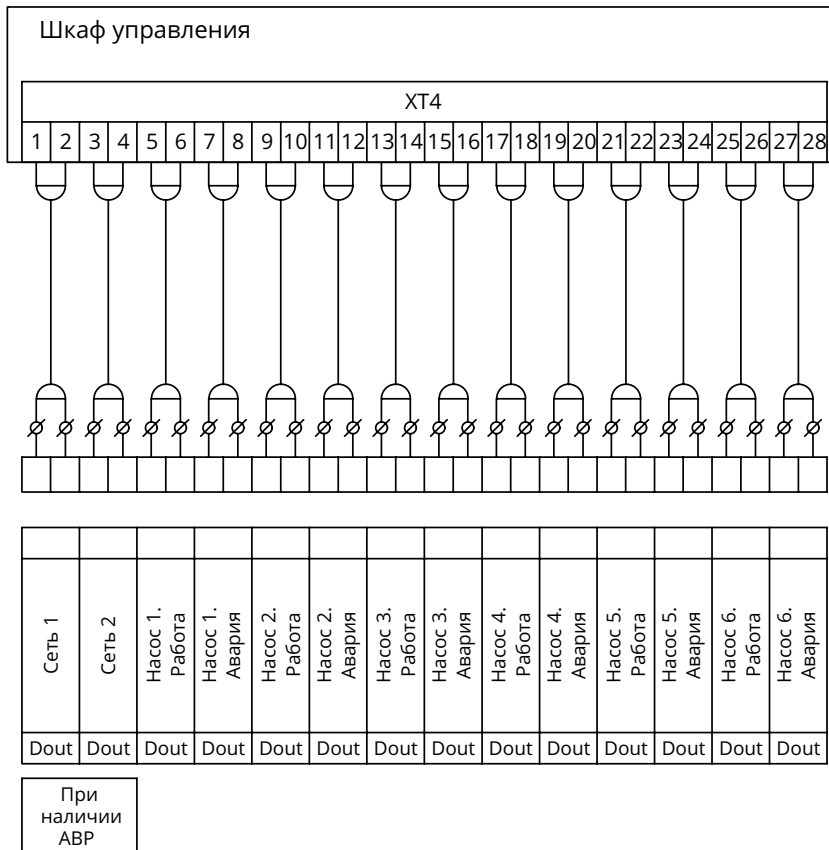 Шкаф управления
XT4
1 2 3 4 5 6 7 8 9 10 11 12 13 14 15 16 17 18 19 20 21 22 23 24 25 26 27 28
Сеть 1
Сеть 2
Насос 1.
Работа
Насос 1.
Авария
Насос 2.
Работа
Насос 2.
Авария
Насос 3.
Работа
Насос 3.
Авария
Насос 4.
Работа
Насос 4.
Авария
Насос 5.
Работа
Насос 5.
Авария
Насос 6.
Работа
Насос 6.
Авария
Dout Dout Dout Dout Dout Dout Dout Dout Dout Dout Dout Dout Dout Dout
При
наличии
АВР